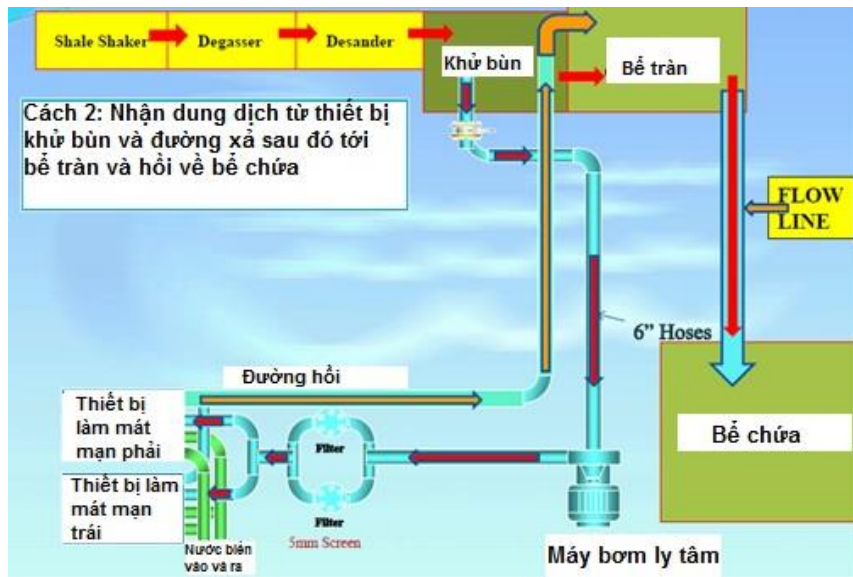 Shale Shaker
Degasser
Desander
Khử bùn
Bể tràn
Cách 2: Nhận dung dịch từ thiết bị
khử bùn và đường xả sau đó tới
bể tràn và hồi về bể chứa
FLOW
LINE
6” Hoses
Đường hồi
Thiết bị
làm mát
mạn phải
Filter
Bể chứa
Thiết bị làm
mát mạn
trái
Filter
5mm Screen
Nước biển
vào và ra
Máy bơm ly tâm